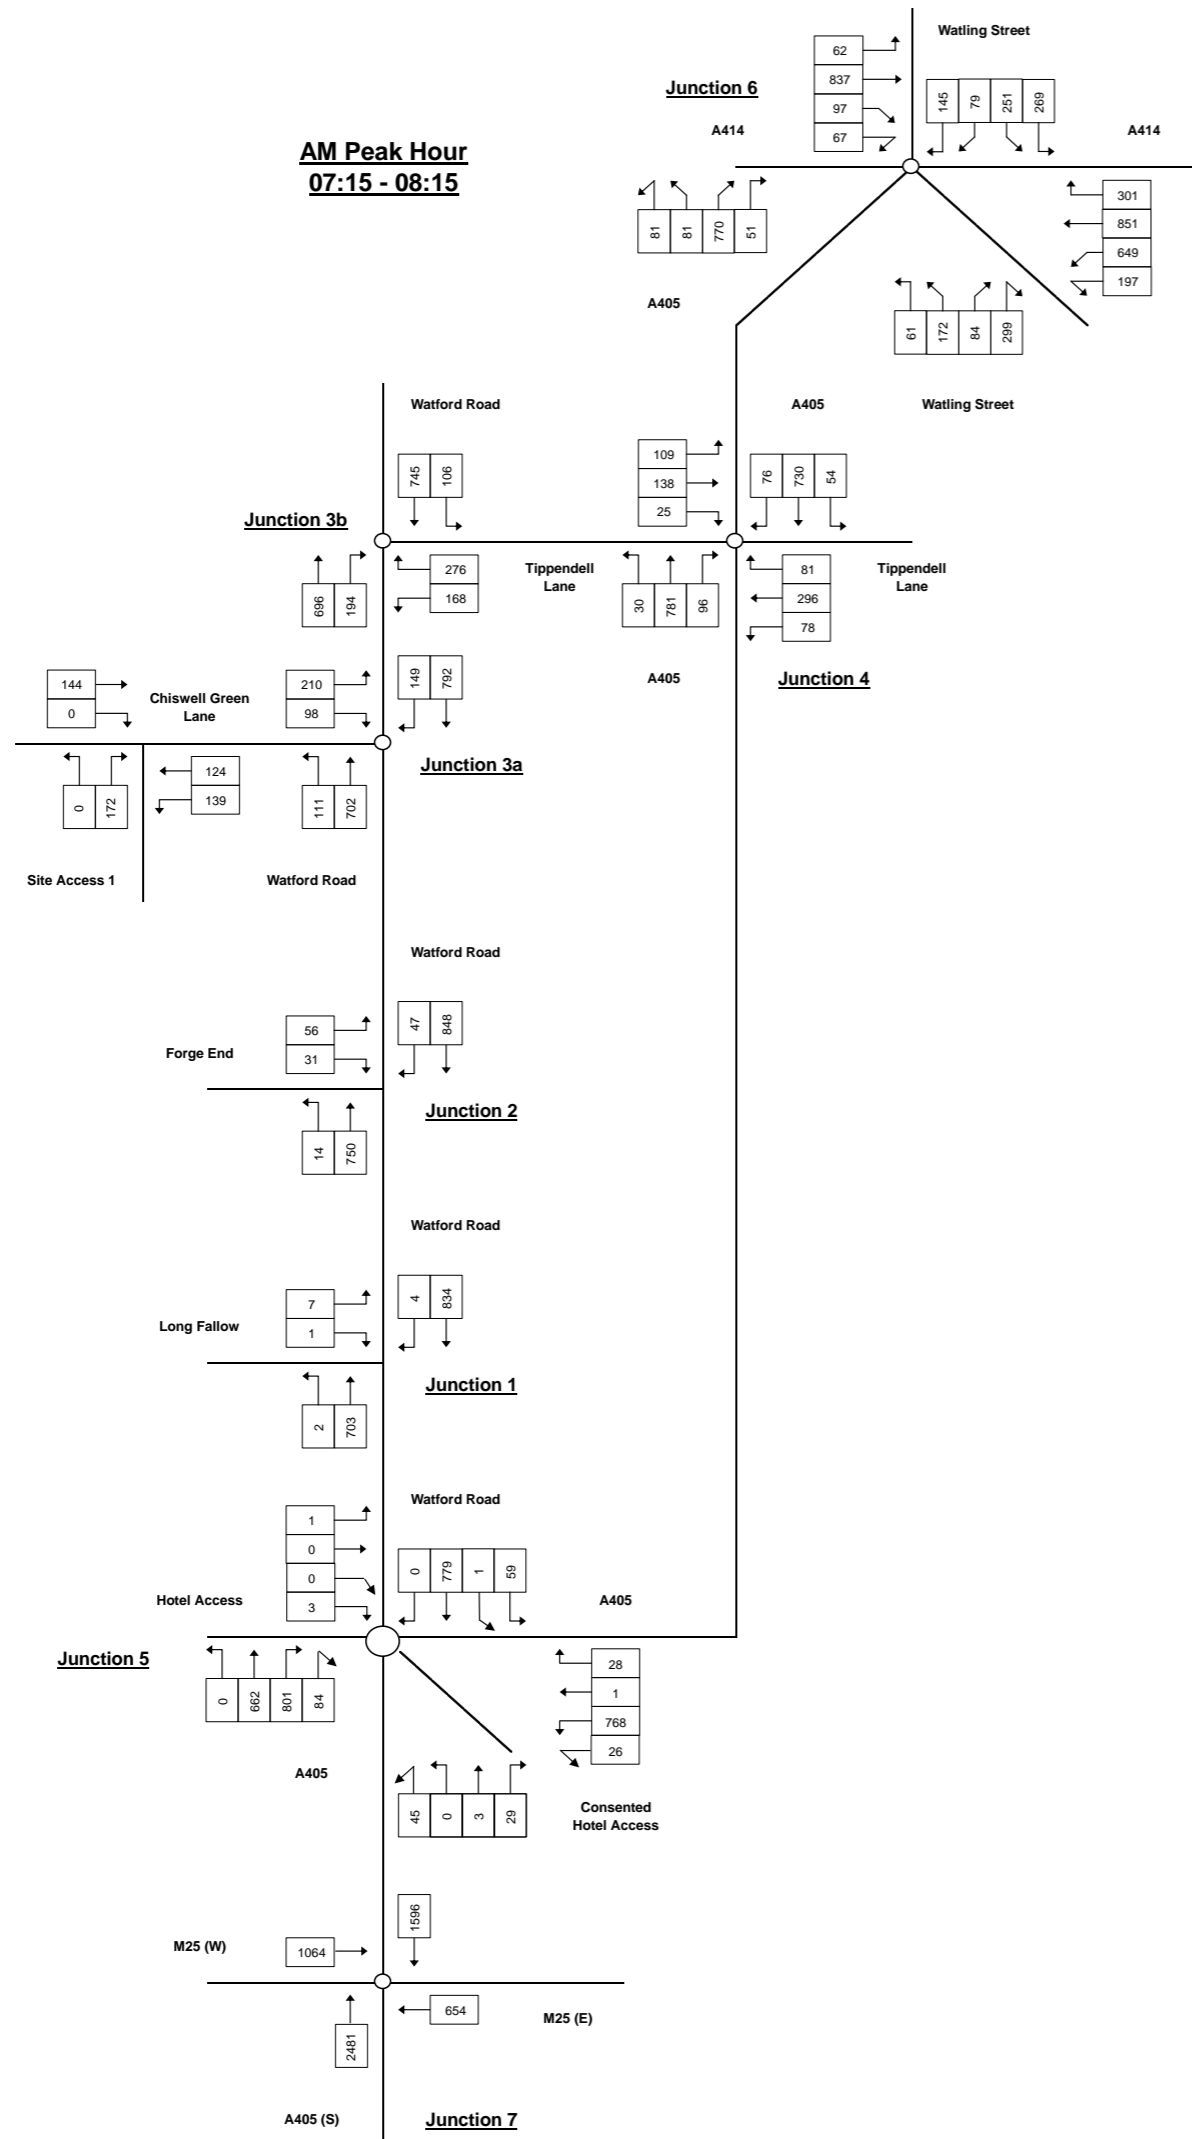 Watling Street
62
837
97
67
Junction 6
145
79
251
269
A414
A414
AM Peak Hour
07:15 - 08:15
301
851
649
197
81
81
770
51
A405
61
172
84
299
Watford Road
A405
Watling Street
109
138
25
76
730
54
745
106
Junction 3b
276
168
Tippendell
Lane
81
296
78
Tippendell
Lane
696
194
30
781
96
144
0
Chiswell Green
Lane
210
98
149
792
A405
Junction 4
124
139
Junction 3a
0
172
111
702
Site Access 1
Watford Road
Watford Road
56
31
47
848
Forge End
Junction 2
14
750
Watford Road
7
1
4
834
Long Fallow
Junction 1
2
703
Watford Road
1
0
0
3
0
779
1
59
Hotel Access
A405
Junction 5
0
662
801
84
28
1
768
26
A405
45
0
3
29
Consented
Hotel Access
1596
M25 (W)
1064
654
M25 (E)
2481
A405 (S)
Junction 7